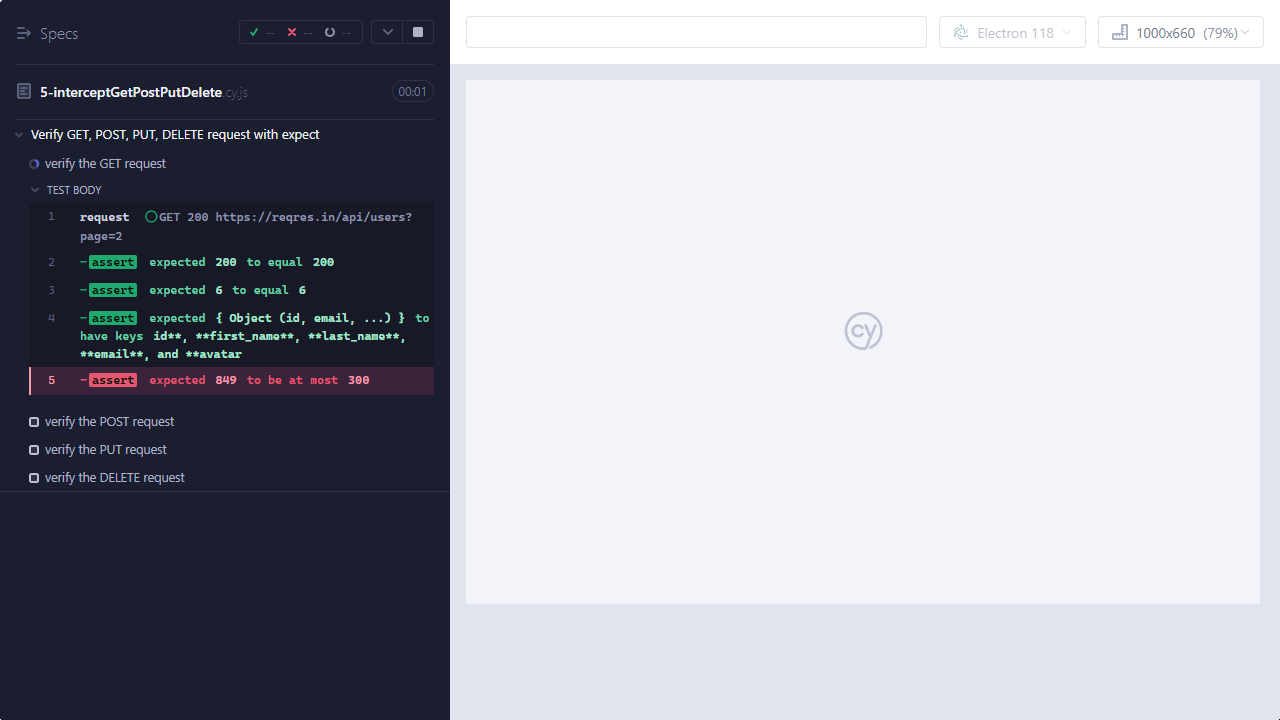 Specs
-- -- --
Electron 118
1000x660 (79%)
5-interceptGetPostPutDelete.cy.js
00:01
Verify GET, POST, PUT, DELETE request with expect
verify the GET request
TEST BODY
1 request GET 200 https://reqres.in/api/users?
page=2
2 -assert expected 200 to equal 200
3 -assert expected 6 to equal 6
4 -assert expected { Object (id, email, ...) } to
have keys id**, **first_name**, **last_name**,
**email**, and **avatar
5 -assert expected 849 to be at most 300
verify the POST request
verify the PUT request
verify the DELETE request
cy